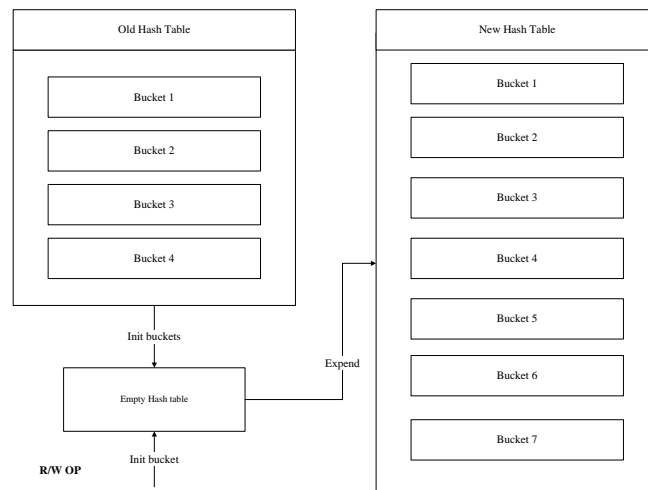 Old Hash Table
Bucket 1
Bucket 2
Bucket 3
Bucket 4
Init buckets
Empty Hash table
Init bucket
R/W OP
Expend
New Hash Table
Bucket 1
Bucket 2
Bucket 3
Bucket 4
Bucket 5
Bucket 6
Bucket 7